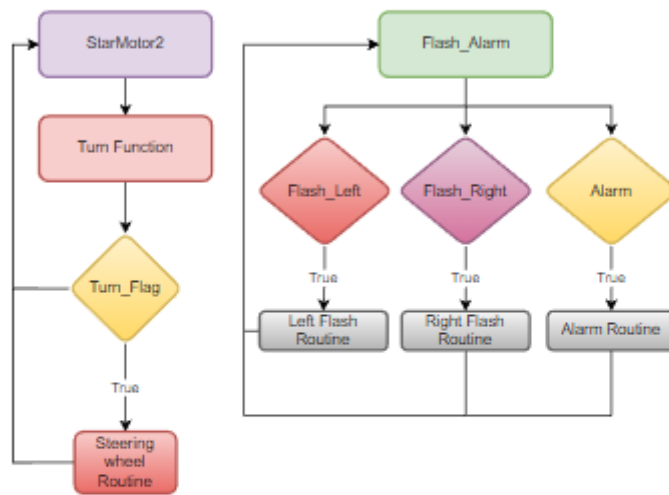 StarMotor2
Turn Function
Turn_Flag
True
Steering
wheel
Routine
Flash_Alarm
Flash_Left
Flash_Right
Alarm
True
True
True
Left Flash
Routine
Right Flash
Routine
Alarm Routine